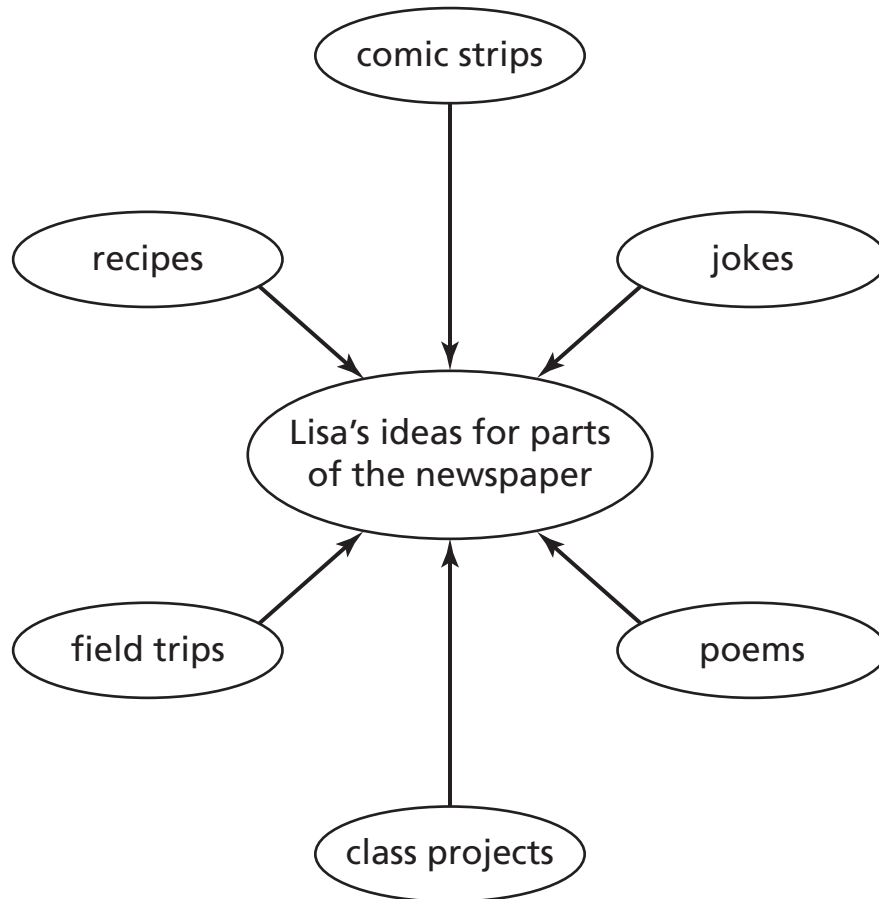 comic strips
recipes
jokes
Lisa’s ideas for parts
of the newspaper
field trips
poems
class projects